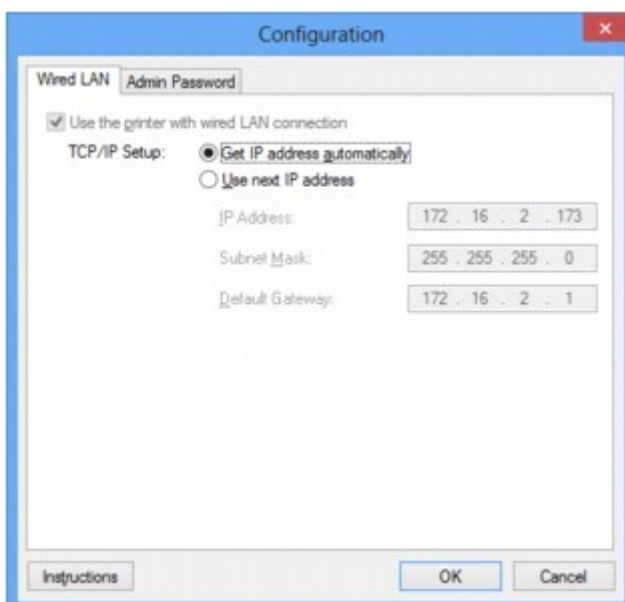 Configuration
Wired LAN Admin Password
Use the printer with wired LAN connection
TCP/IP Setup: Get IP address automatically
Use next IP address
IP Address: 172 . 16 . 2 . 173
Subnet Mask: 255 . 255 . 255 . 0
Default Gateway: 172 . 16 . 2 . 1
Instructions OK Cancel